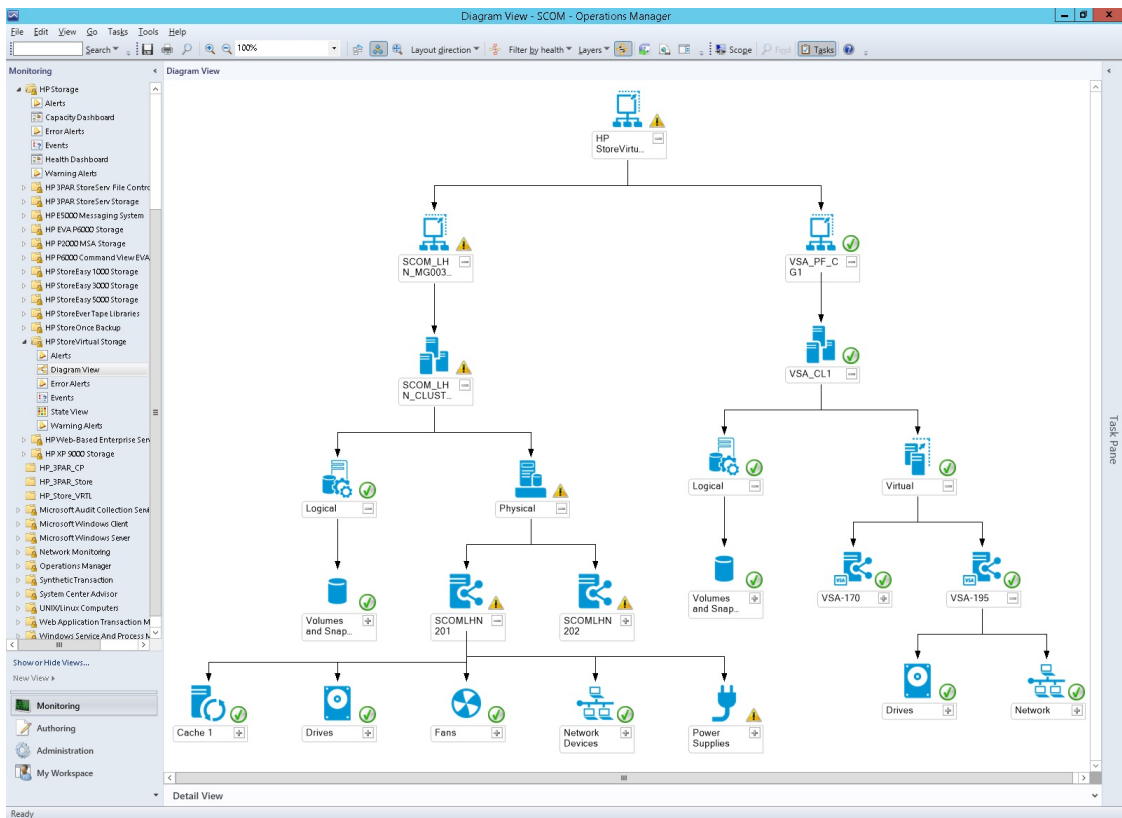 Diagram View - SCOM - Operations Manager
File Edit View Go Tasks Tools Help
Search 100% Layout direction Filter by health Layers Scope Find Tasks
Monitoring
HP Storage
Alerts
Capacity Dashboard
Error Alerts
Events
Health Dashboard
Warning Alerts
HP 3PAR StoreServ File Contro
HP 3PAR StoreServ Storage
HP E5000 Messaging System
HP EVA P6000 Storage
HP P2000 MSA Storage
HP P6000 Command View EVA
HP StoreEasy 1000 Storage
HP StoreEasy 3000 Storage
HP StoreEasy 5000 Storage
HP StoreEver Tape Libraries
HP StoreOnce Backup
HP StoreVirtual Storage
Alerts
Diagram View
Error Alerts
Events
State View
Warning Alerts
HP Web-Based Enterprise Serv
HP XP 9000 Storage
HP_3PAR_CP
HP_3PAR_Store
HP_Store_VRTL
Microsoft Audit Collection Servi
Microsoft Windows Client
Microsoft Windows Server
Network Monitoring
Operations Manager
Synthetic Transaction
System Center Advisor
UNIX/Linux Computers
Web Application Transaction M
Windows Service And Process M
Show or Hide Views...
New View
Monitoring
Authoring
Administration
My Workspace
Diagram View
HP
StoreVirtu...
SCOM_LH
N_MG003...
VSA_PF_C
G1
SCOM_LH
N_CLUST...
VSA_CL1
Logical
Physical
Logical
Virtual
Volumes
and Snap...
SCOMLHN
201
SCOMLHN
202
Volumes
and Snap...
VSA-170
VSA
VSA-195
VSA
Cache 1
Drives
Fans
Network
Devices
Power
Supplies
Drives
Network
Task Pane
Detail View
Ready